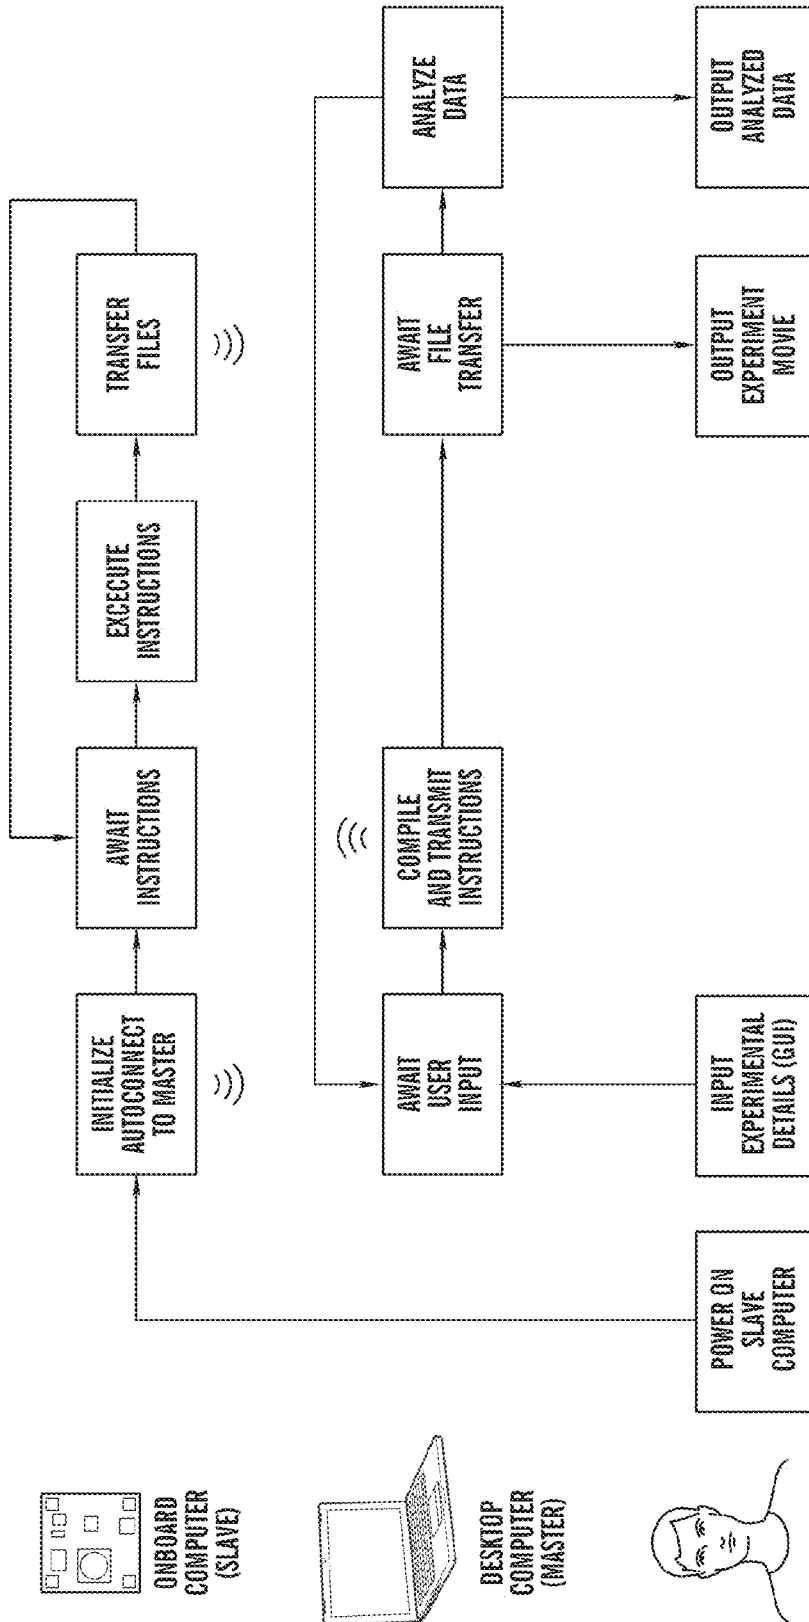 ONBOARD
COMPUTER
(SLAVE)
INITIALIZE
AUTOCONNECT
TO MASTER
AWAIT
INSTRUCTIONS
EXCECUTE
INSTRUCTIONS
TRANSFER
FILES
DESKTOP
COMPUTER
(MASTER)
AWAIT
USER
INPUT
COMPILE
AND TRANSMIT
INSTRUCTIONS
AWAIT
FILE
TRANSFER
ANALYZE
DATA
POWER ON
SLAVE
COMPUTER
INPUT
EXPERIMENTAL
DETAILS (GUI)
OUTPUT
EXPERIMENT
MOVIE
OUTPUT
ANALYZED
DATA